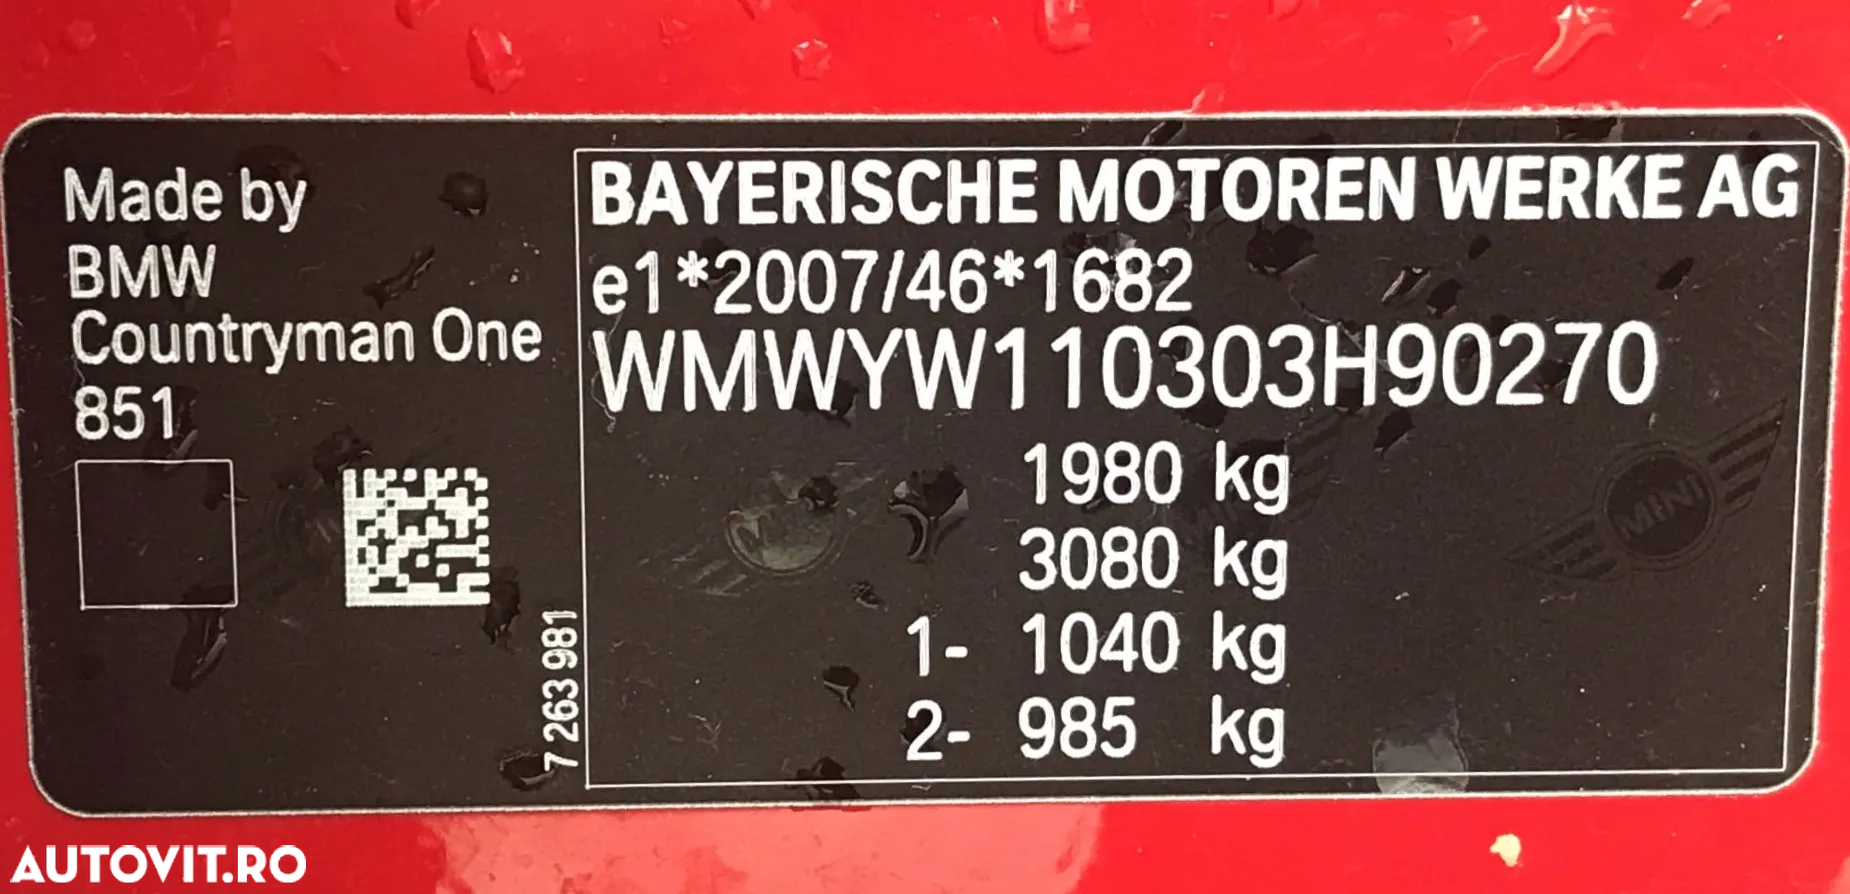 Made by
BMW
Countryman One
851
7 263 981
BAYERISCHE MOTOREN WERKE AG
e1*2007/46*1682
WMWYW110303H90270
1980 kg
3080 kg
1- 1040 kg
2- 985 kg
MINI
MINI
AUTOVIT.RO